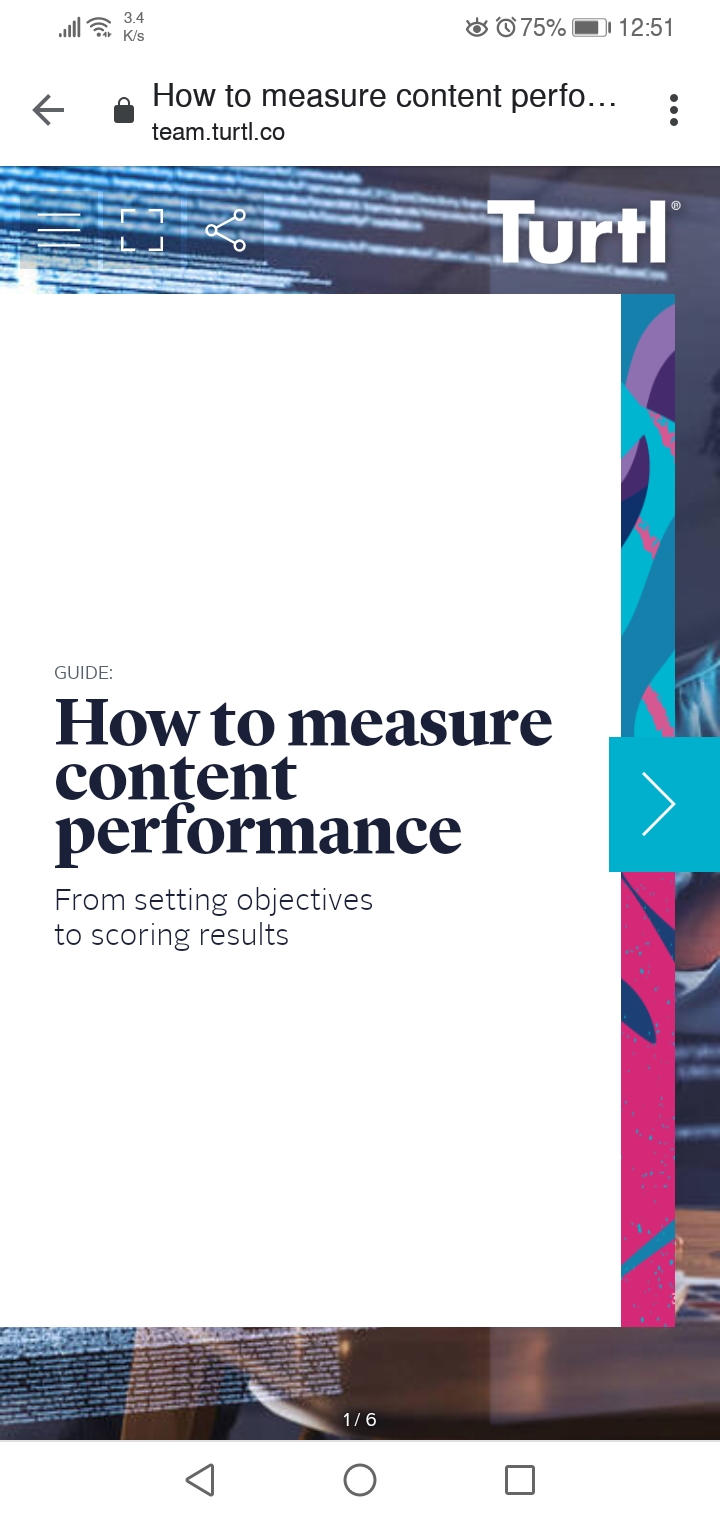 3.4
K/s
75%
12:51
How to measure content perfo...
team.turtl.co
Turtl®
GUIDE:
How to measure
content
performance
From setting objectives
to scoring results
1 / 6